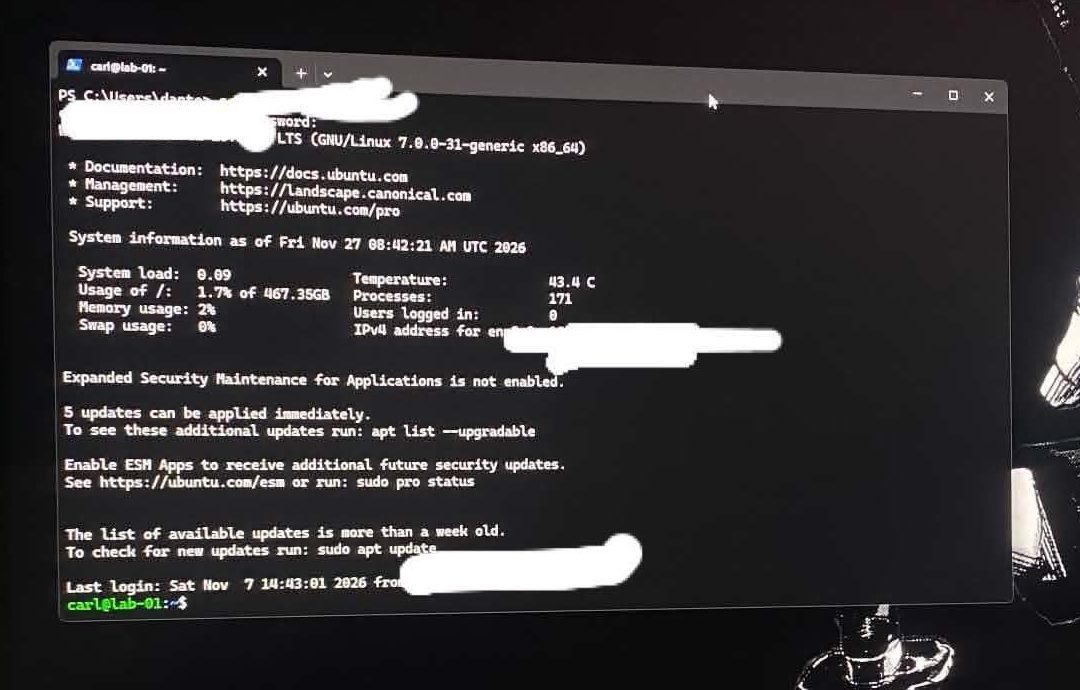 carl@lab-01: ~
PS C:\Users\dante>
sword:
LTS (GNU/Linux 7.0.0-31-generic x86_64)
* Documentation: https://docs.ubuntu.com
* Management: https://landscape.canonical.com
* Support: https://ubuntu.com/pro
System information as of Fri Nov 27 08:42:21 AM UTC 2026
System load: 0.09 Temperature: 43.4 C
Usage of /: 1.7% of 467.35GB Processes: 171
Memory usage: 2% Users logged in: 0
Swap usage: 0% IPv4 address for
Expanded Security Maintenance for Applications is not enabled.
5 updates can be applied immediately.
To see these additional updates run: apt list --upgradable
Enable ESM Apps to receive additional future security updates.
See https://ubuntu.com/esm or run: sudo pro status
The list of available updates is more than a week old.
To check for new updates run: sudo apt update
Last login: Sat Nov 7 14:43:01 2026 from
carl@lab-01:~$